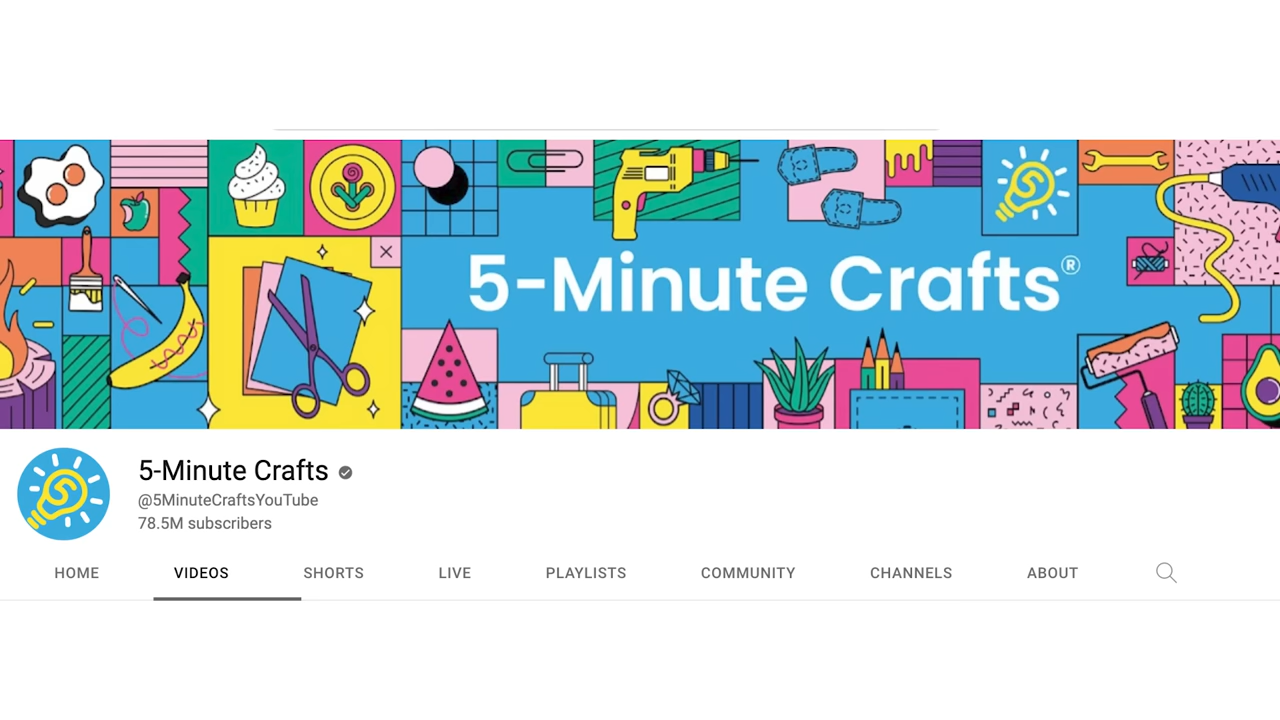 5-Minute Crafts®
5-Minute Crafts
@5MinuteCraftsYouTube
78.5M subscribers
HOME VIDEOS SHORTS LIVE PLAYLISTS COMMUNITY CHANNELS ABOUT